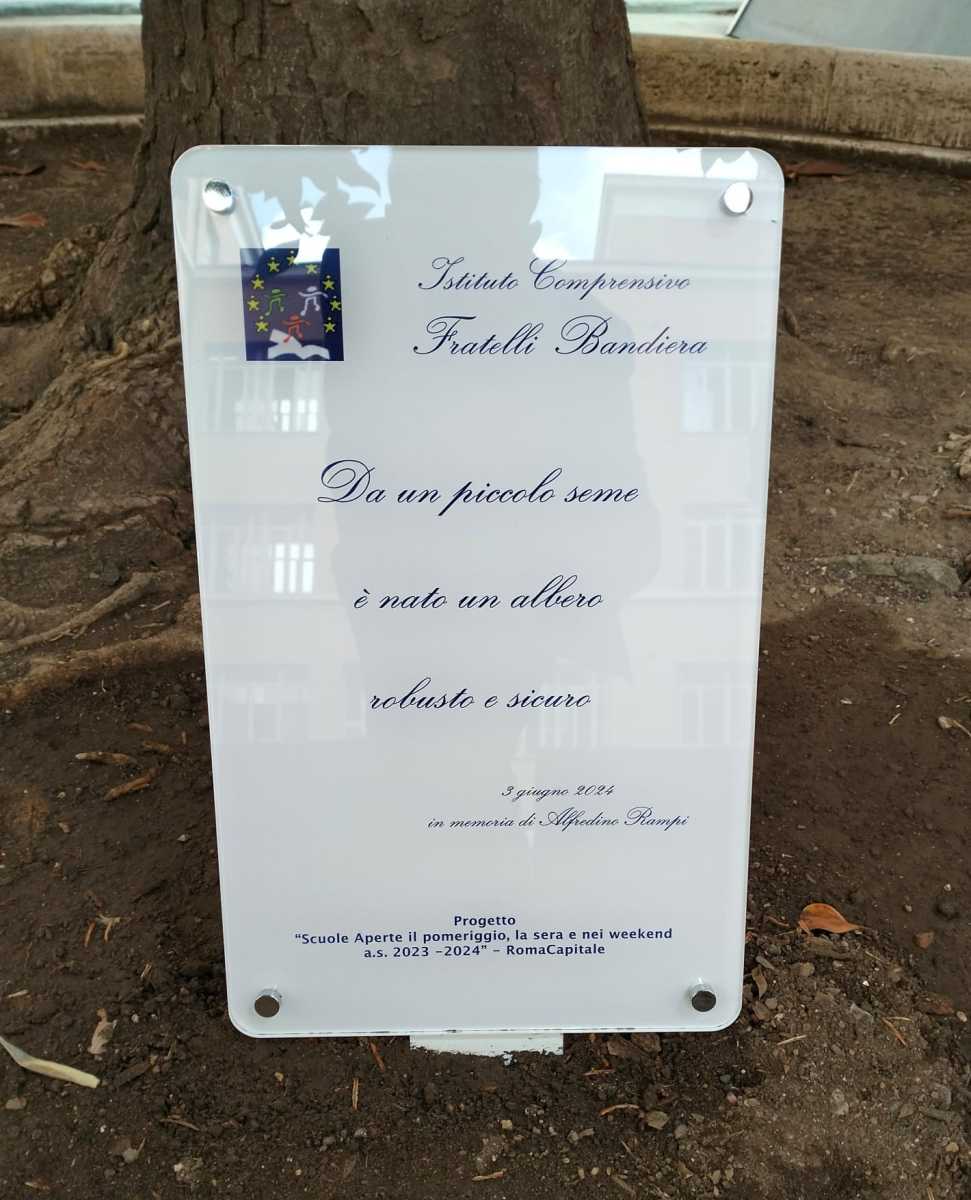 Istituto Comprensivo
Fratelli Bandiera
Da un piccolo seme
è nato un albero
robusto e sicuro
3 giugno 2024
in memoria di Alfredino Rampi
Progetto
“Scuole Aperte il pomeriggio, la sera e nei weekend
a.s. 2023 -2024” - RomaCapitale